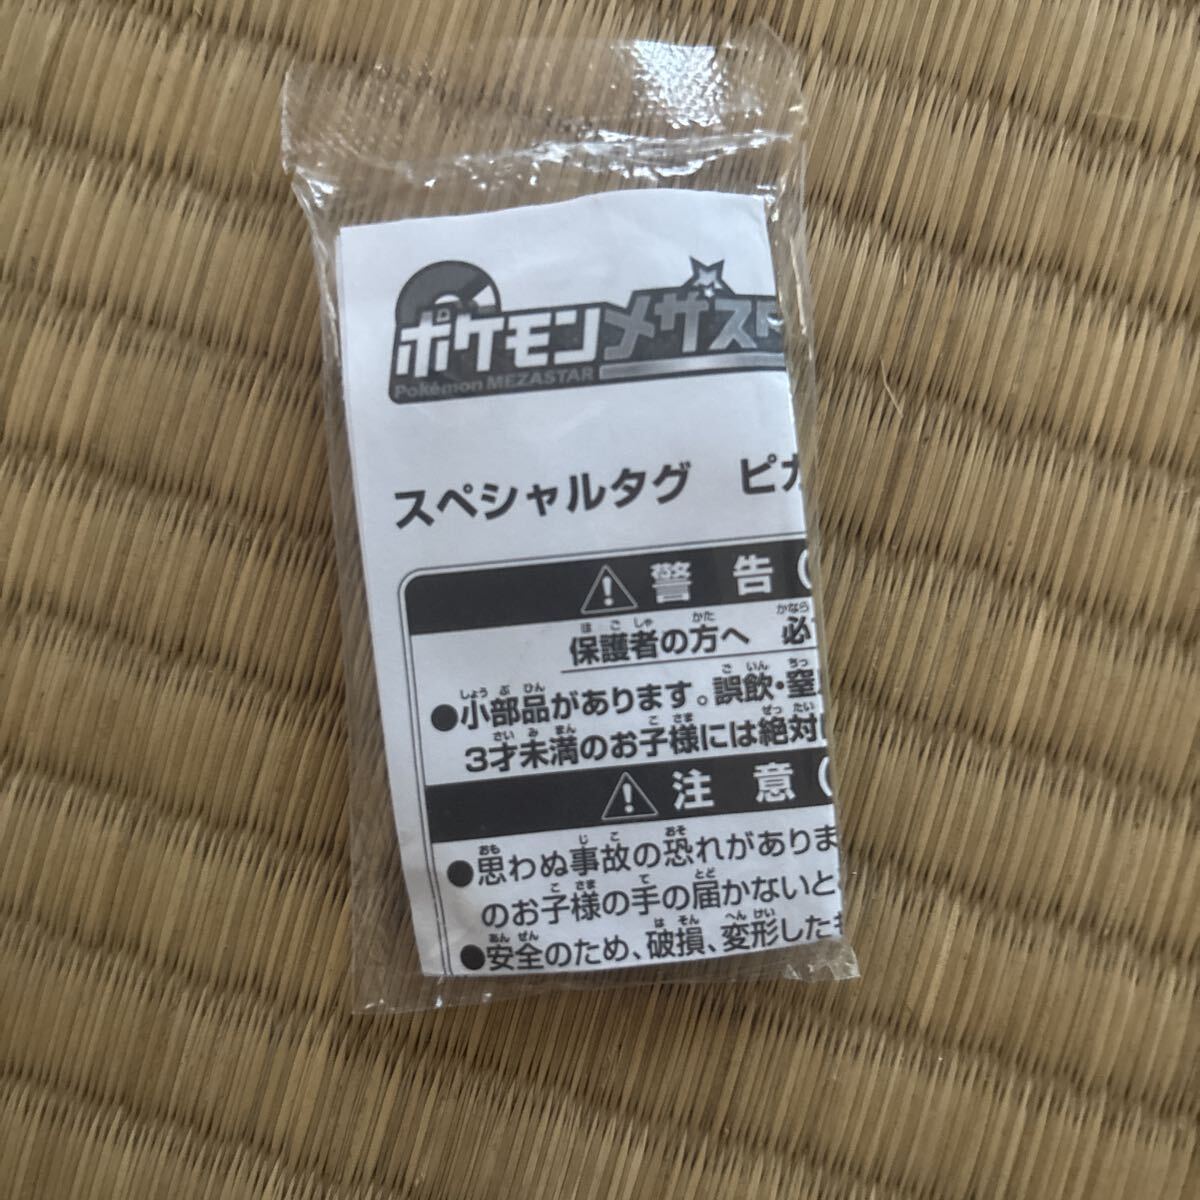 ポケモンメザスタ
Pokémon MEZASTAR
スペシャルタグ ピカ
警告(
保護者の方へ 必
●小部品があります。誤飲・窒
3才未満のお子様には絶対
注意(
●思わぬ事故の恐れがありま
のお子様の手の届かないと
●安全のため、破損、変形した